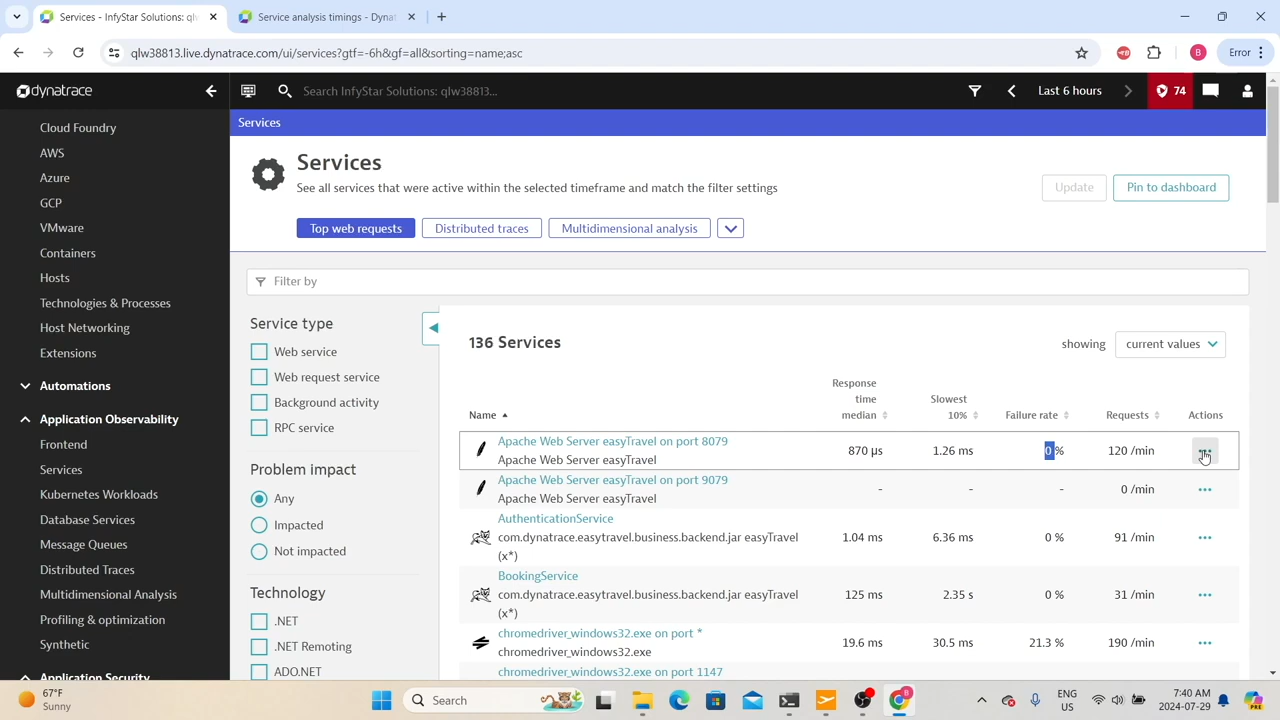 Services - InfyStar Solutions: ql
Service analysis timings - Dynat
qlw38813.live.dynatrace.com/ui/services?gtf=-6h&gf=all&sorting=name;asc
B
Error
dynatrace
Search InfyStar Solutions: qlw38813...
Last 6 hours
74
Cloud Foundry
AWS
Azure
GCP
VMware
Containers
Hosts
Technologies & Processes
Host Networking
Extensions
Automations
Application Observability
Frontend
Services
Kubernetes Workloads
Database Services
Message Queues
Distributed Traces
Multidimensional Analysis
Profiling & optimization
Synthetic
Application Security
Services
Services
See all services that were active within the selected timeframe and match the filter settings
Update
Pin to dashboard
Top web requests
Distributed traces
Multidimensional analysis
Filter by
Service type
Web service
Web request service
Background activity
RPC service
Problem impact
Any
Impacted
Not impacted
Technology
.NET
.NET Remoting
ADO.NET
136 Services
showing
current values
Name
Response time median
Slowest 10%
Failure rate
Requests
Actions
Apache Web Server easyTravel on port 8079
Apache Web Server easyTravel
870 µs 1.26 ms 0 % 120 /min
Apache Web Server easyTravel on port 9079
Apache Web Server easyTravel
- - - 0 /min
AuthenticationService
com.dynatrace.easytravel.business.backend.jar easyTravel
(x*)
1.04 ms 6.36 ms 0 % 91 /min
BookingService
com.dynatrace.easytravel.business.backend.jar easyTravel
(x*)
125 ms 2.35 s 0 % 31 /min
chromedriver_windows32.exe on port *
chromedriver_windows32.exe
19.6 ms 30.5 ms 21.3 % 190 /min
chromedriver_windows32.exe on port 1147
67°F
Sunny
Search
B
ENG
US
7:40 AM
2024-07-29
PRE